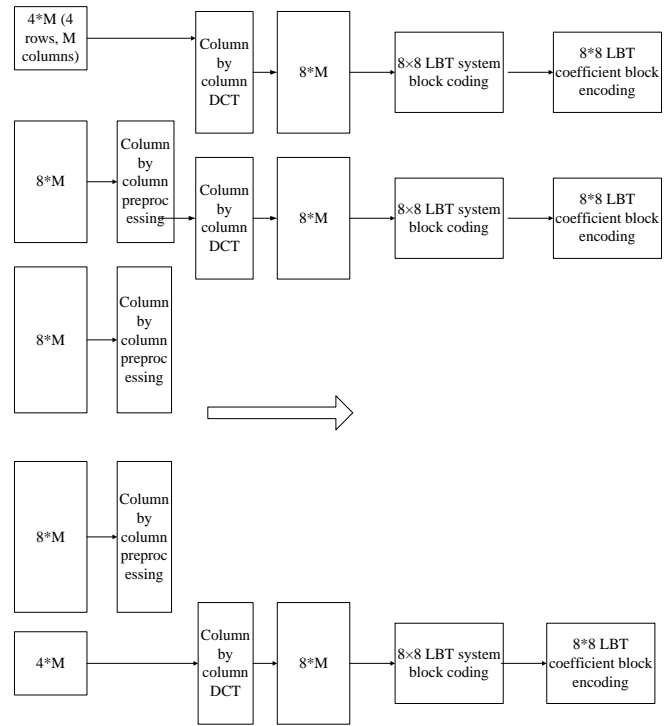 4*M (4
rows, M
columns)
Column
by
column
DCT
8*M
8×8 LBT system
block coding
8*8 LBT
coefficient block
encoding
8*M
Column
by
column
preproc
essing
Column
by
column
DCT
8*M
8×8 LBT system
block coding
8*8 LBT
coefficient block
encoding
8*M
Column
by
column
preproc
essing
8*M
Column
by
column
preproc
essing
4*M
Column
by
column
DCT
8*M
8×8 LBT system
block coding
8*8 LBT
coefficient block
encoding